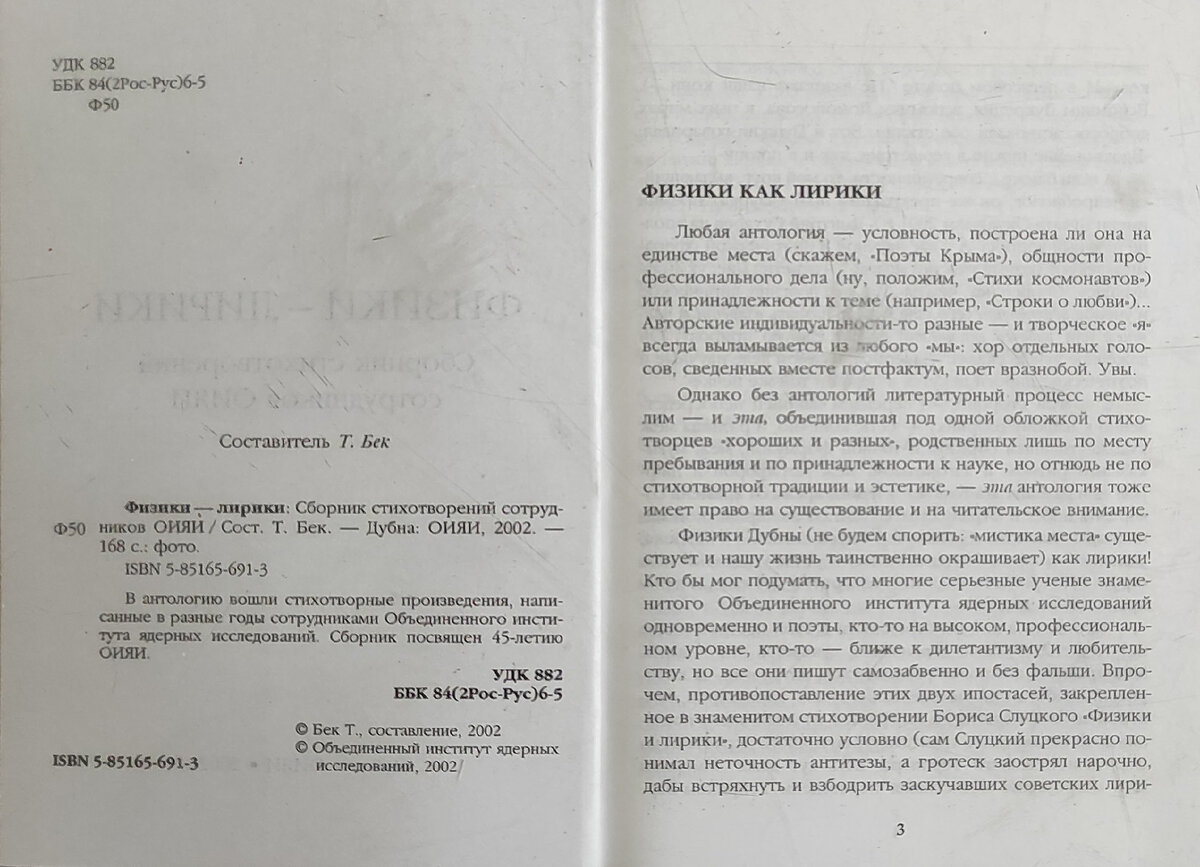 УДК 882
ББК 84(2Рос-Рус)6-5
Ф50
Составитель Т. Бек
Физики — лирики: Сборник стихотворений сотруд-
Ф50 ников ОИЯИ / Сост. Т. Бек. — Дубна: ОИЯИ, 2002. —
168 с.: фото.
ISBN 5-85165-691-3
В антологию вошли стихотворные произведения, напи-
санные в разные годы сотрудниками Объединенного инсти-
тута ядерных исследований. Сборник посвящен 45-летию
ОИЯИ.
УДК 882
ББК 84(2Рос-Рус)6-5
© Бек Т., составление, 2002
© Объединенный институт ядерных
исследований, 2002
ISBN 5-85165-691-3
ФИЗИКИ КАК ЛИРИКИ
Любая антология — условность, построена ли она на
единстве места (скажем, «Поэты Крыма»), общности про-
фессионального дела (ну, положим, «Стихи космонавтов»)
или принадлежности к теме (например, «Строки о любви»)...
Авторские индивидуальности-то разные — и творческое «я»
всегда выламывается из любого «мы»: хор отдельных голо-
сов, сведенных вместе постфактум, поет вразнобой. Увы.
Однако без антологий литературный процесс немыс-
лим — и эта, объединившая под одной обложкой стихо-
творцев «хороших и разных», родственных лишь по месту
пребывания и по принадлежности к науке, но отнюдь не по
стихотворной традиции и эстетике, — эта антология тоже
имеет право на существование и на читательское внимание.
Физики Дубны (не будем спорить: «мистика места» суще-
ствует и нашу жизнь таинственно окрашивает) как лирики!
Кто бы мог подумать, что многие серьезные ученые знаме-
нитого Объединенного института ядерных исследований
одновременно и поэты, кто-то на высоком, профессиональ-
ном уровне, кто-то — ближе к дилетантизму и любитель-
ству, но все они пишут самозабвенно и без фальши. Впро-
чем, противопоставление этих двух ипостасей, закреплен-
ное в знаменитом стихотворении Бориса Слуцкого «Физики
и лирики», достаточно условно (сам Слуцкий прекрасно по-
нимал неточность антитезы, а гротеск заострял нарочно,
дабы встряхнуть и взбодрить заскучавших советских лири-
3